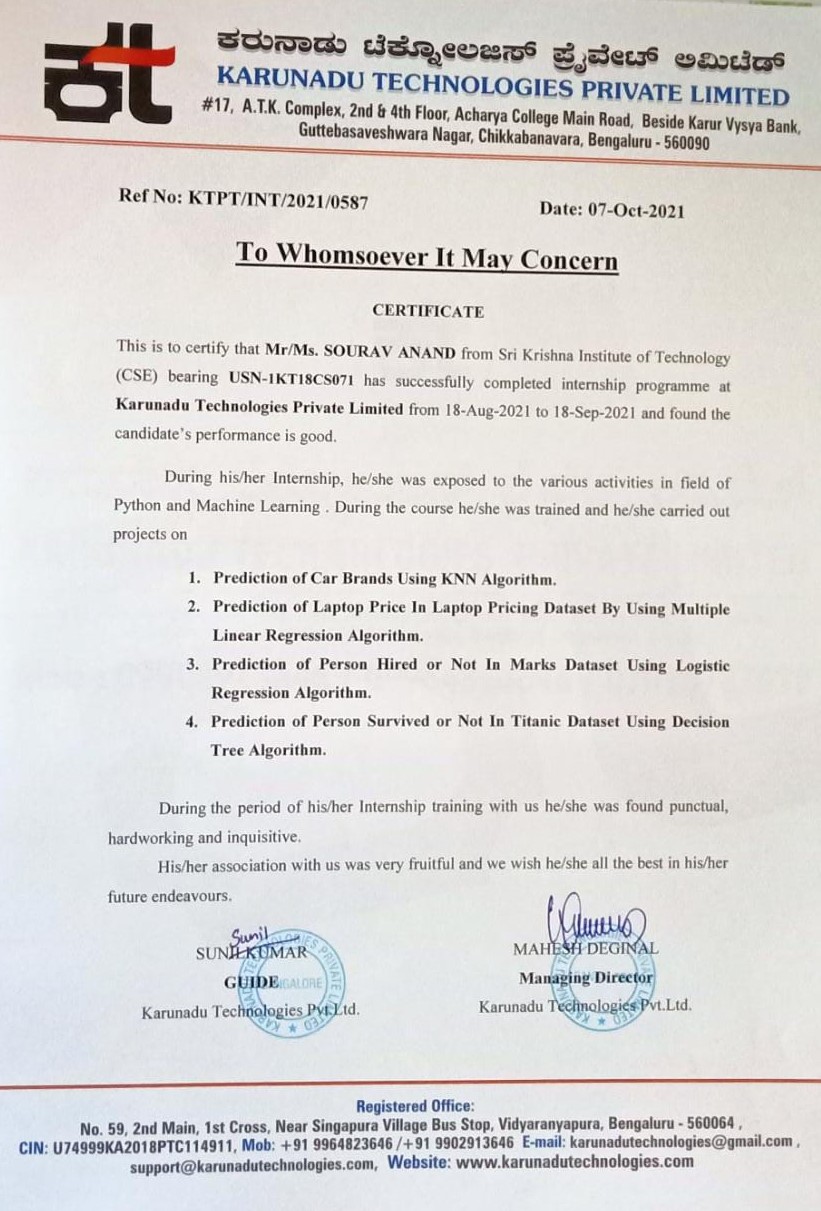 ಕರುನಾಡು ಟೆಕ್ನೋಲಜಿಸ್ ಪ್ರೈವೇಟ್ ಲಿಮಿಟೆಡ್
KARUNADU TECHNOLOGIES PRIVATE LIMITED
#17, A.T.K. Complex, 2nd & 4th Floor, Acharya College Main Road, Beside Karur Vysya Bank,
Guttebasaveshwara Nagar, Chikkabanavara, Bengaluru - 560090
Ref No: KTPT/INT/2021/0587
Date: 07-Oct-2021
To Whomsoever It May Concern
CERTIFICATE
This is to certify that Mr/Ms. SOURAV ANAND from Sri Krishna Institute of Technology
(CSE) bearing USN-1KT18CS071 has successfully completed internship programme at
Karunadu Technologies Private Limited from 18-Aug-2021 to 18-Sep-2021 and found the
candidate's performance is good.
During his/her Internship, he/she was exposed to the various activities in field of
Python and Machine Learning . During the course he/she was trained and he/she carried out
projects on
1. Prediction of Car Brands Using KNN Algorithm.
2. Prediction of Laptop Price In Laptop Pricing Dataset By Using Multiple
Linear Regression Algorithm.
3. Prediction of Person Hired or Not In Marks Dataset Using Logistic
Regression Algorithm.
4. Prediction of Person Survived or Not In Titanic Dataset Using Decision
Tree Algorithm.
During the period of his/her Internship training with us he/she was found punctual,
hardworking and inquisitive.
His/her association with us was very fruitful and we wish he/she all the best in his/her
future endeavours.
Sunil
SUNIL KUMAR
GUIDE
Karunadu Technologies Pvt.Ltd.
MAHESH DEGINAL
Managing Director
Karunadu Technologies Pvt.Ltd.
Registered Office:
No. 59, 2nd Main, 1st Cross, Near Singapura Village Bus Stop, Vidyaranyapura, Bengaluru - 560064 ,
CIN: U74999KA2018PTC114911, Mob: +91 9964823646 /+91 9902913646 E-mail: karunadutechnologies@gmail.com ,
support@karunadutechnologies.com, Website: www.karunadutechnologies.com